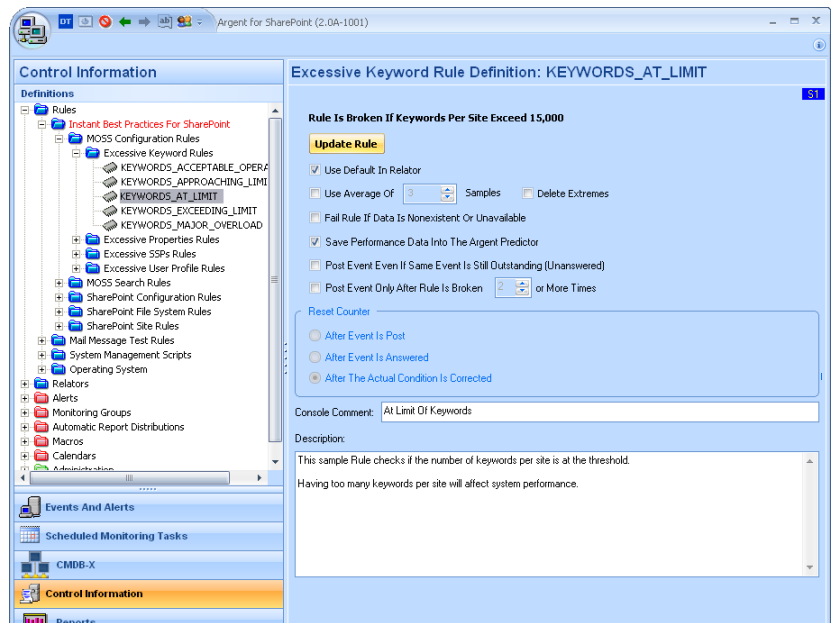 DT
ab
Argent for SharePoint (2.0A-1001)
Control Information
Definitions
Rules
Instant Best Practices For SharePoint
MOSS Configuration Rules
Excessive Keyword Rules
KEYWORDS_ACCEPTABLE_OPERA
KEYWORDS_APPROACHING_LIMI
KEYWORDS_AT_LIMIT
KEYWORDS_EXCEEDING_LIMIT
KEYWORDS_MAJOR_OVERLOAD
Excessive Properties Rules
Excessive SSPs Rules
Excessive User Profile Rules
MOSS Search Rules
SharePoint Configuration Rules
SharePoint File System Rules
SharePoint Site Rules
Mail Message Test Rules
System Management Scripts
Operating System
Relators
Alerts
Monitoring Groups
Automatic Report Distributions
Macros
Calendars
Administration
Events And Alerts
Scheduled Monitoring Tasks
CMDB-X
Control Information
Reports
Excessive Keyword Rule Definition: KEYWORDS_AT_LIMIT
S1
Rule Is Broken If Keywords Per Site Exceed 15,000
Update Rule
Use Default In Relator
Use Average Of 3 Samples Delete Extremes
Fail Rule If Data Is Nonexistent Or Unavailable
Save Performance Data Into The Argent Predictor
Post Event Even If Same Event Is Still Outstanding (Unanswered)
Post Event Only After Rule Is Broken 2 or More Times
Reset Counter
After Event Is Post
After Event Is Answered
After The Actual Condition Is Corrected
Console Comment: At Limit Of Keywords
Description:
This sample Rule checks if the number of keywords per site is at the threshold.
Having too many keywords per site will affect system performance.